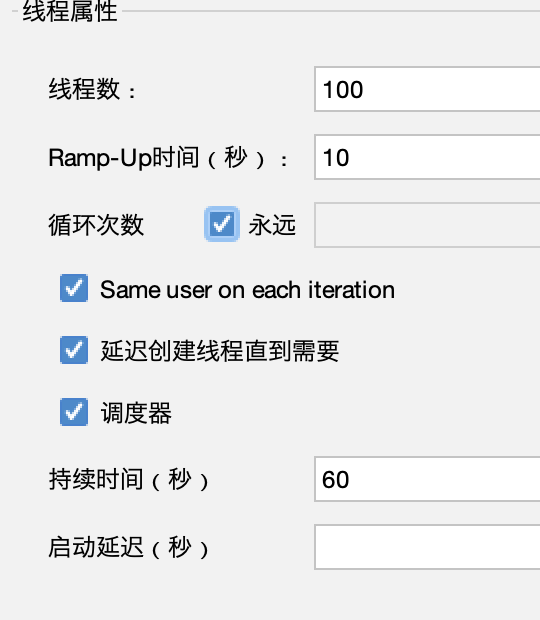 线程属性
线程数： 100
Ramp-Up时间（秒）： 10
循环次数 永远
Same user on each iteration
延迟创建线程直到需要
调度器
持续时间（秒） 60
启动延迟（秒）